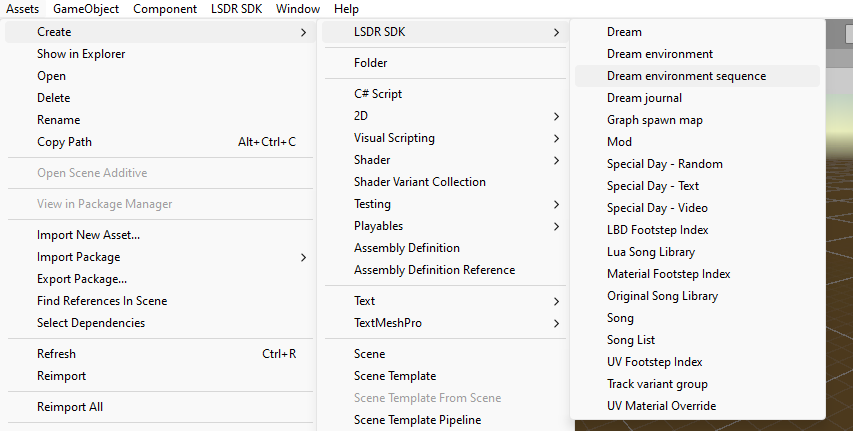 Assets GameObject Component LSDR SDK Window Help
Create
Show in Explorer
Open
Delete
Rename
Copy Path Alt+Ctrl+C
Open Scene Additive
View in Package Manager
Import New Asset...
Import Package
Export Package...
Find References In Scene
Select Dependencies
Refresh Ctrl+R
Reimport
Reimport All
LSDR SDK
Folder
C# Script
2D
Visual Scripting
Shader
Shader Variant Collection
Testing
Playables
Assembly Definition
Assembly Definition Reference
Text
TextMeshPro
Scene
Scene Template
Scene Template From Scene
Scene Template Pipeline
Dream
Dream environment
Dream environment sequence
Dream journal
Graph spawn map
Mod
Special Day - Random
Special Day - Text
Special Day - Video
LBD Footstep Index
Lua Song Library
Material Footstep Index
Original Song Library
Song
Song List
UV Footstep Index
Track variant group
UV Material Override